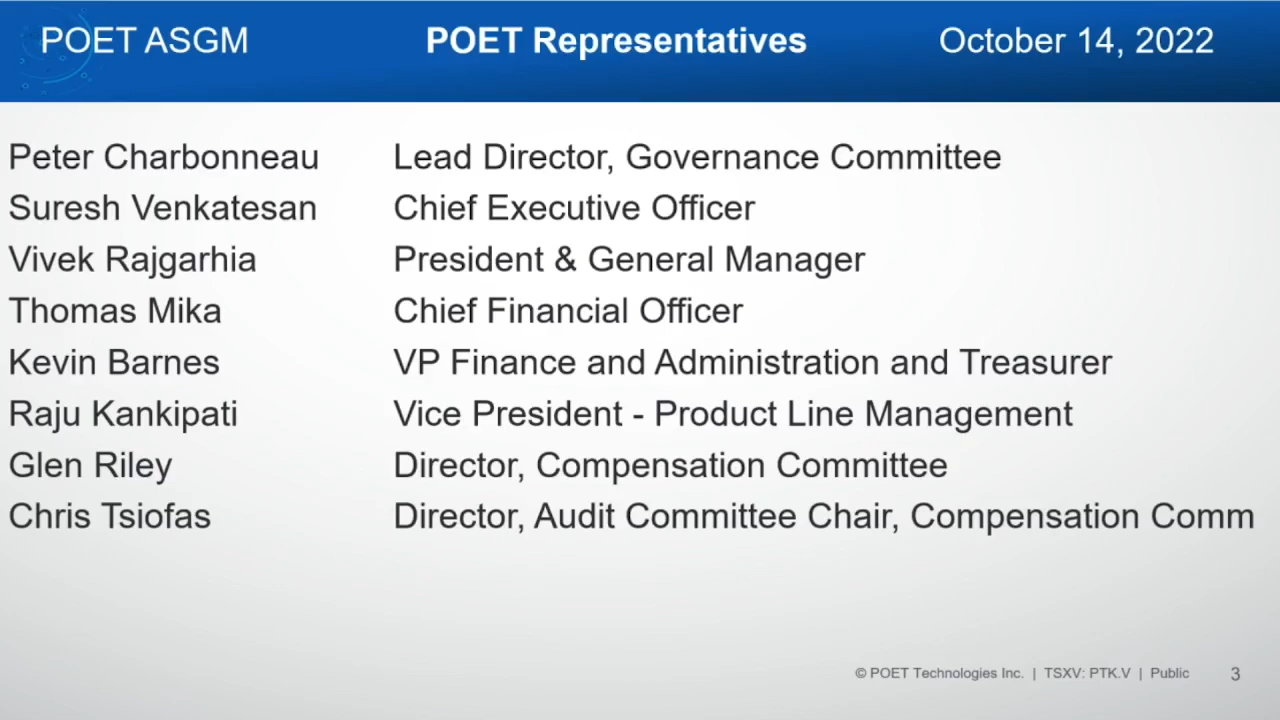 POET ASGM POET Representatives October 14, 2022
Peter Charbonneau Lead Director, Governance Committee
Suresh Venkatesan Chief Executive Officer
Vivek Rajgarhia President & General Manager
Thomas Mika Chief Financial Officer
Kevin Barnes VP Finance and Administration and Treasurer
Raju Kankipati Vice President - Product Line Management
Glen Riley Director, Compensation Committee
Chris Tsiofas Director, Audit Committee Chair, Compensation Comm
© POET Technologies Inc. | TSXV: PTK.V | Public 3